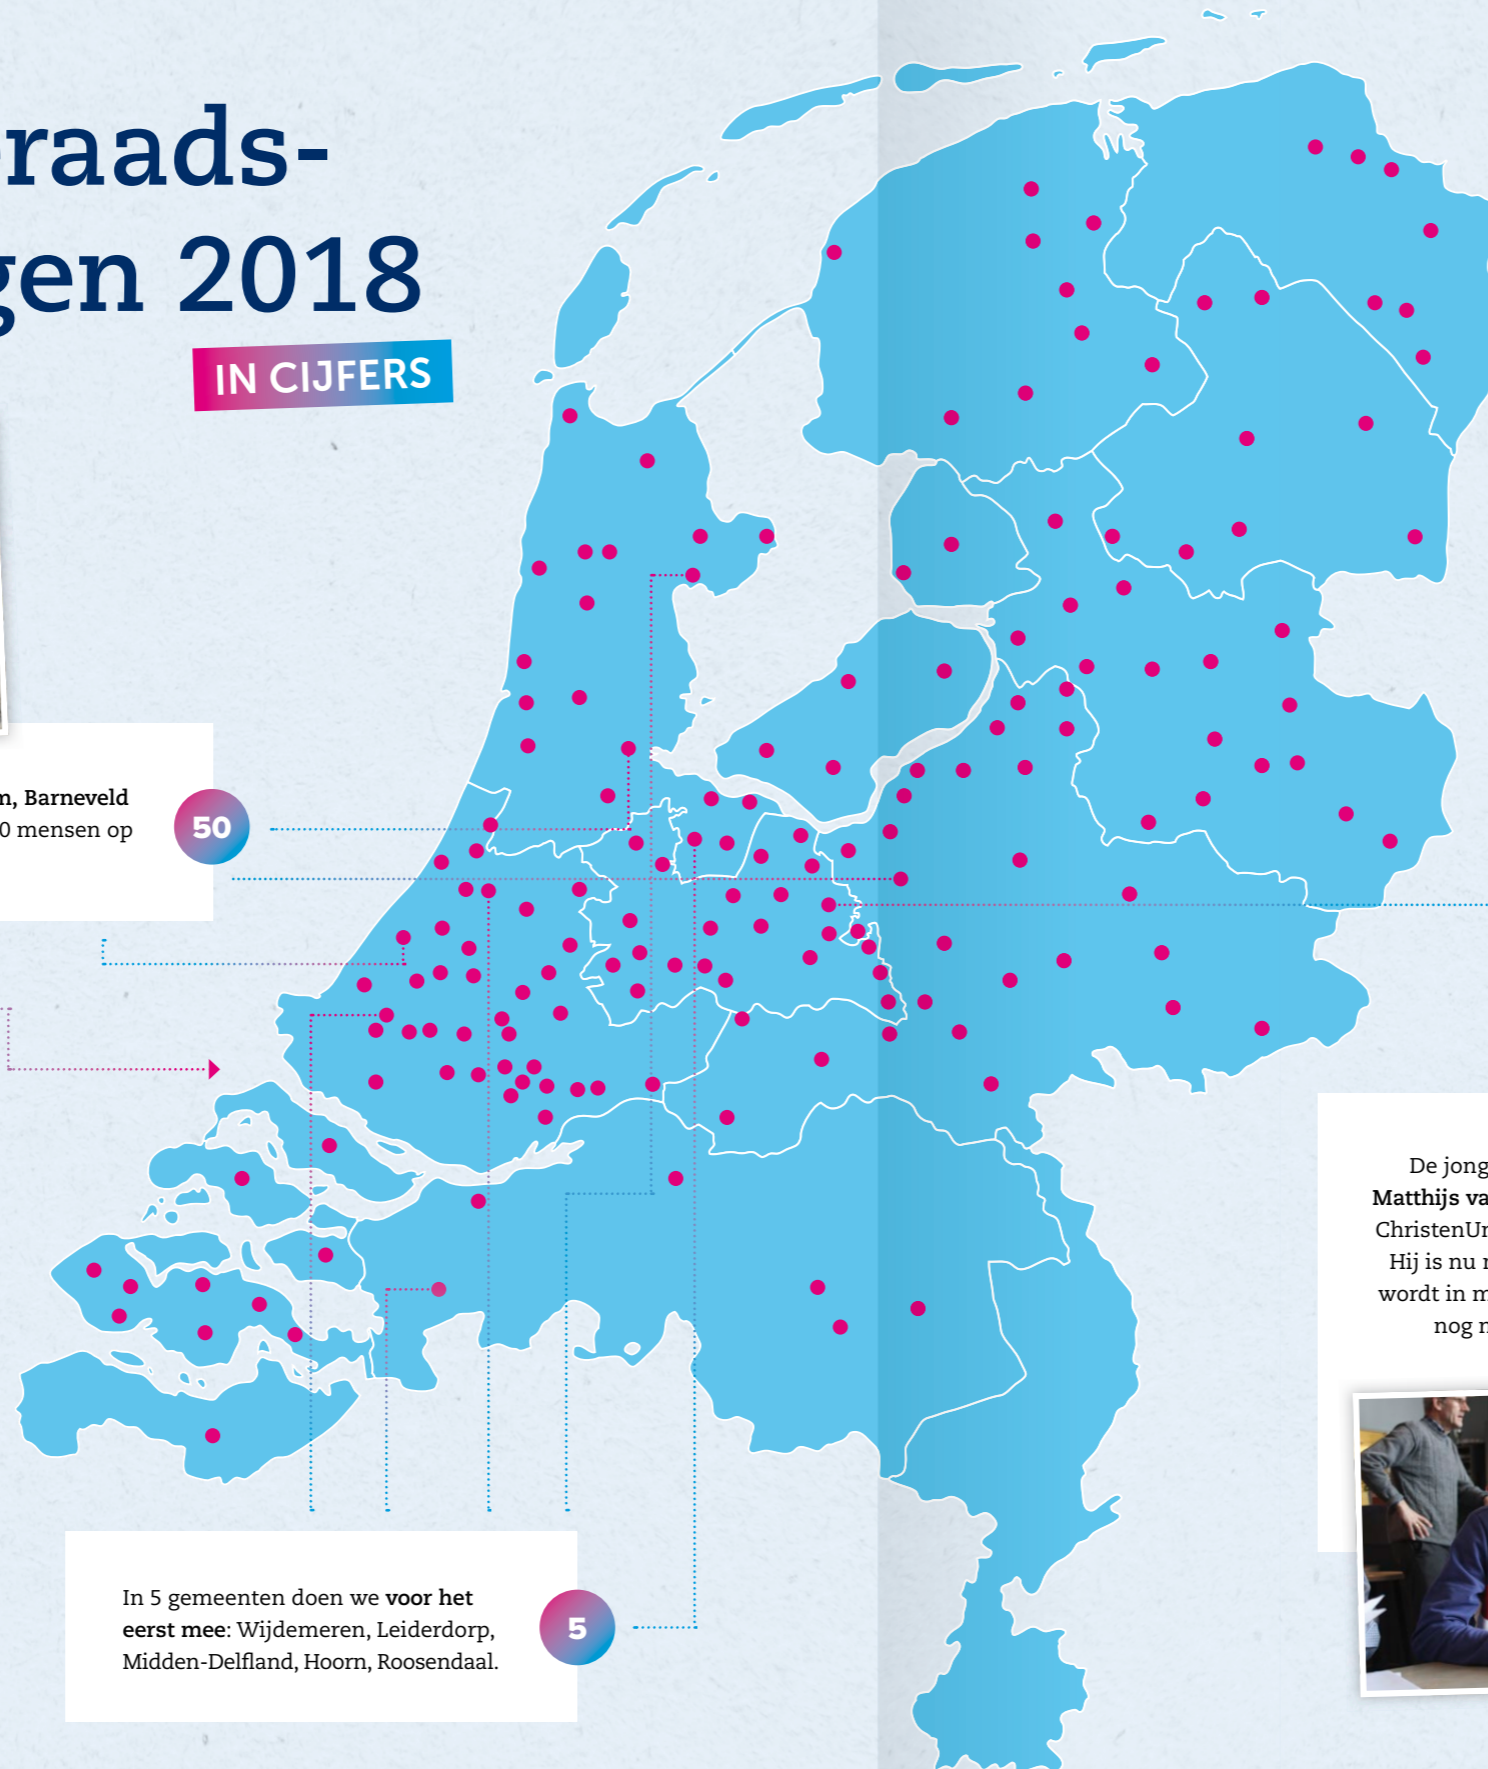 raads-
gen 2018
IN CIJFERS
Barneveld
mensen op
50
In 5 gemeenten doen we voor het
eerst mee: Wijdemeren, Leiderdorp,
Midden-Delfland, Hoorn, Roosendaal.
5
De jong
Matthijs va
ChristenUn
Hij is nu
wordt in m
nog